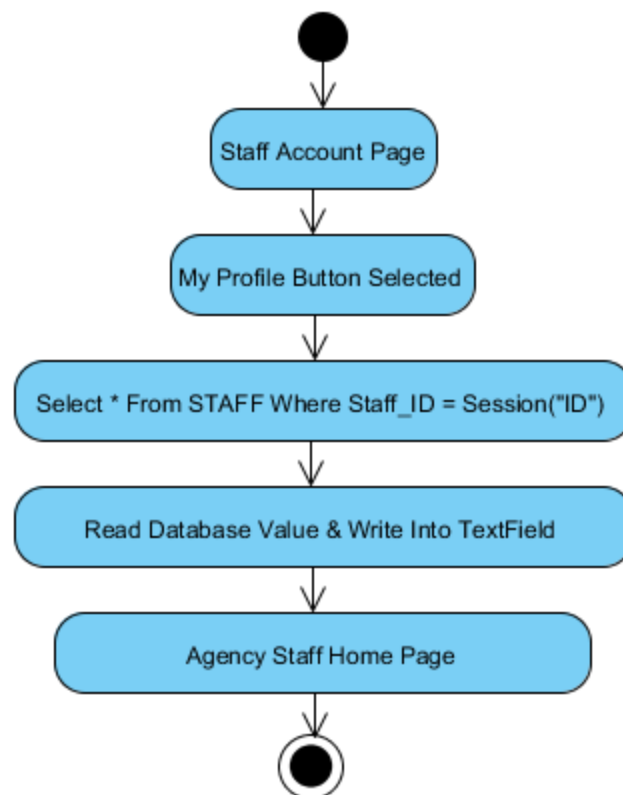 Staff Account Page
My Profile Button Selected
Select * From STAFF Where Staff_ID = Session("ID")
Read Database Value & Write Into TextField
Agency Staff Home Page